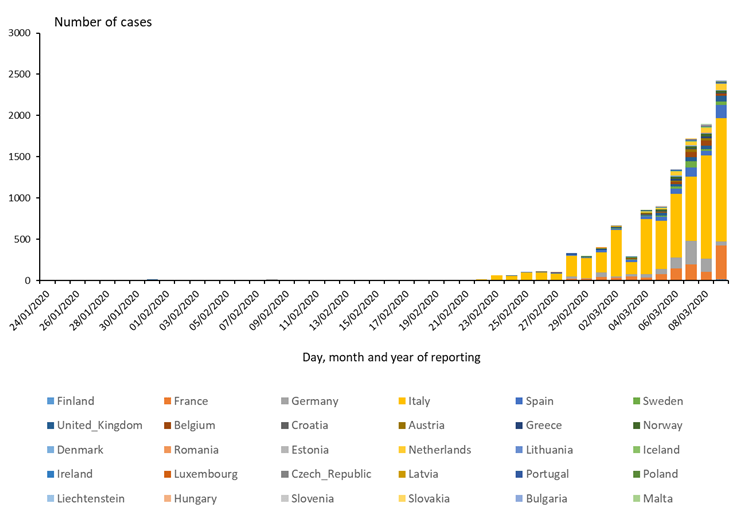 Number of cases
3000
2500
2000
1500
1000
500
0
24/01/2020 26/01/2020 28/01/2020 30/01/2020 01/02/2020 03/02/2020 05/02/2020 07/02/2020 09/02/2020 11/02/2020 13/02/2020 15/02/2020 17/02/2020 19/02/2020 21/02/2020 23/02/2020 25/02/2020 27/02/2020 29/02/2020 02/03/2020 04/03/2020 06/03/2020 08/03/2020
Day, month and year of reporting
Finland France Germany Italy Spain Sweden
United_Kingdom Belgium Croatia Austria Greece Norway
Denmark Romania Estonia Netherlands Lithuania Iceland
Ireland Luxembourg Czech_Republic Latvia Portugal Poland
Liechtenstein Hungary Slovenia Slovakia Bulgaria Malta